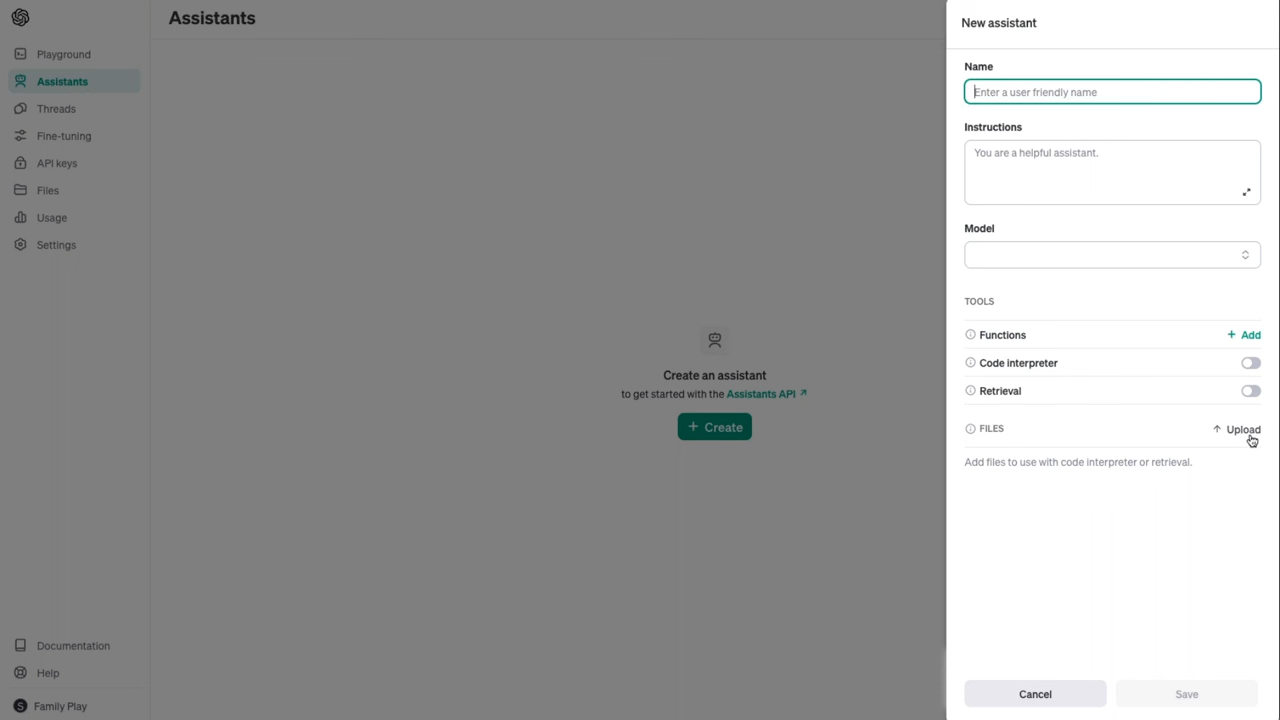 Assistants
Playground
Assistants
Threads
Fine-tuning
API keys
Files
Usage
Settings
Documentation
Help
S Family Play
Create an assistant
to get started with the Assistants API ↗
+ Create
New assistant
Name
Enter a user friendly name
Instructions
You are a helpful assistant.
Model
TOOLS
Functions + Add
Code interpreter
Retrieval
FILES ↑ Upload
Add files to use with code interpreter or retrieval.
Cancel Save